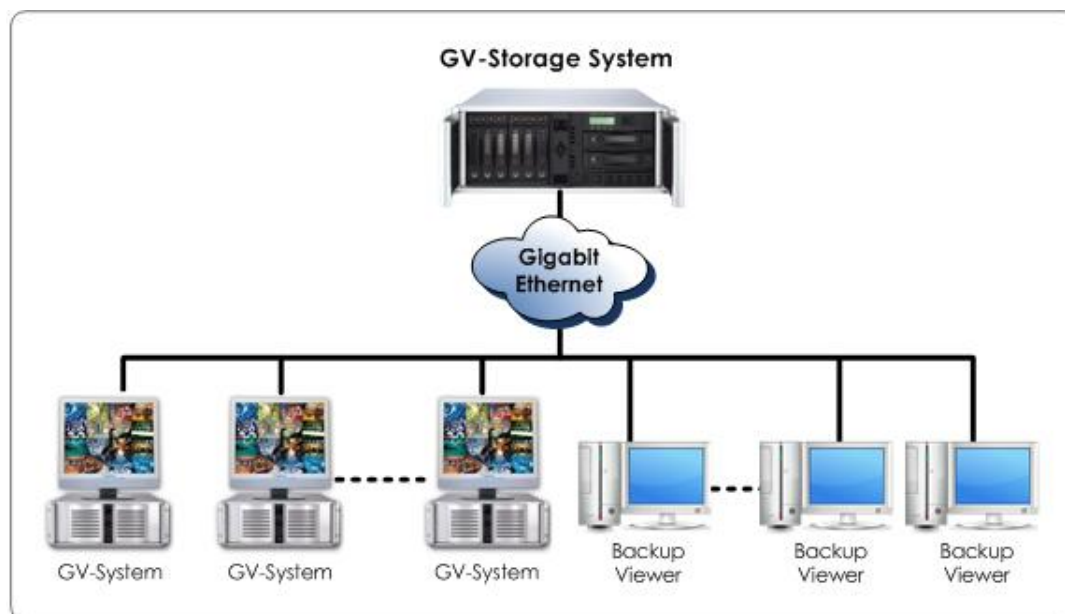 GV-Storage System
Gigabit
Ethernet
GV-System
GV-System
GV-System
Backup
Viewer
Backup
Viewer
Backup
Viewer